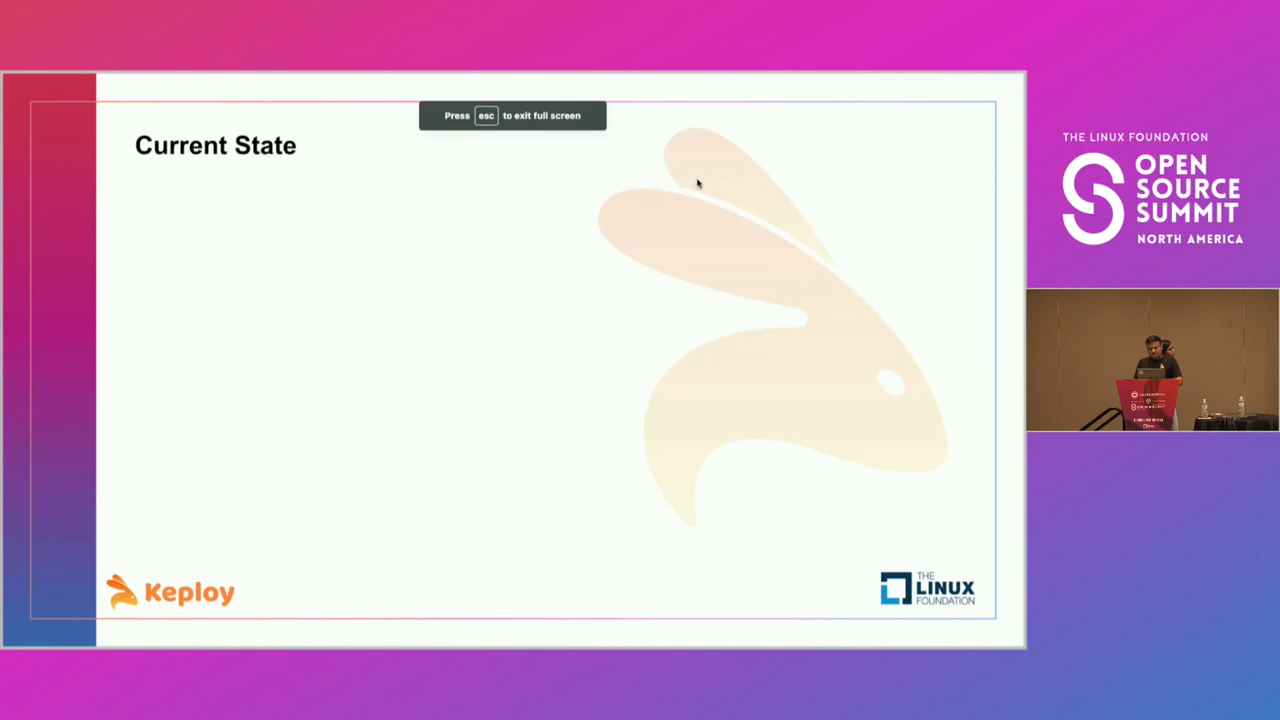 Press esc to exit full screen
Current State
Keploy
THE
LINUX
FOUNDATION
THE LINUX FOUNDATION
OPEN
SOURCE
SUMMIT
NORTH AMERICA